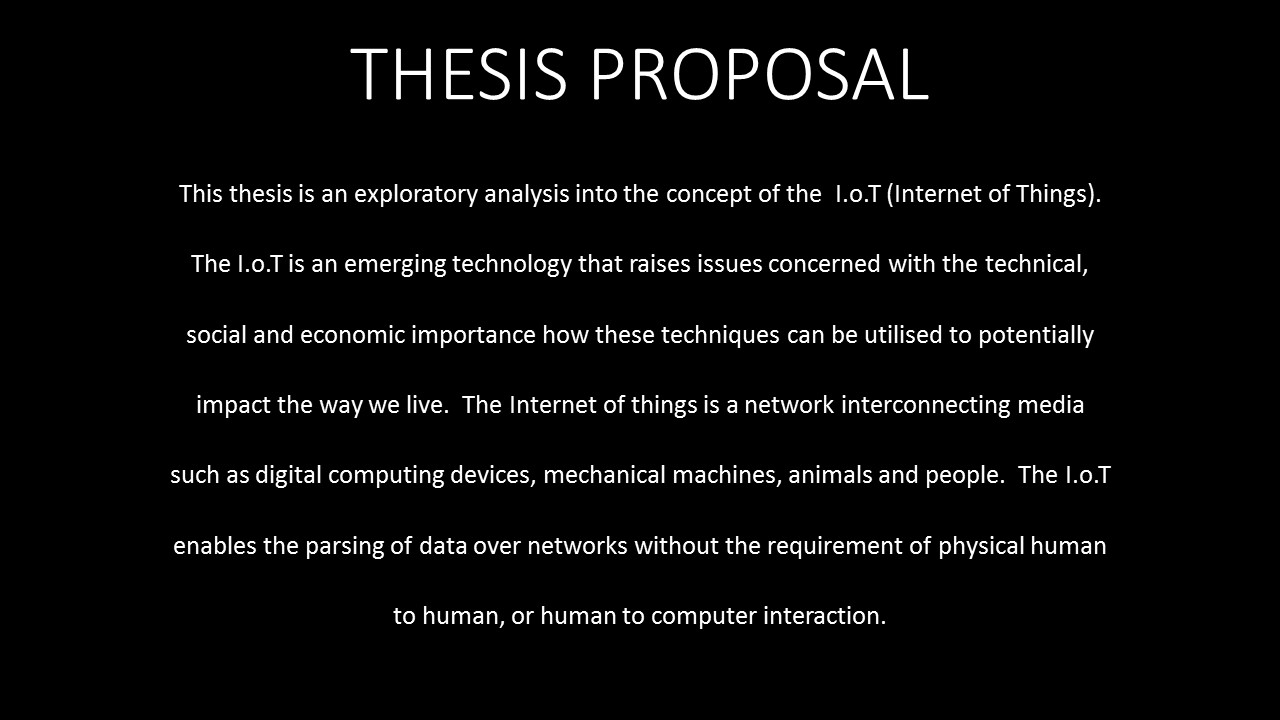 THESIS PROPOSAL
This thesis is an exploratory analysis into the concept of the  I.o.T (Internet of Things).
The I.o.T is an emerging technology that raises issues concerned with the technical,
social and economic importance how these techniques can be utilised to potentially
impact the way we live.  The Internet of things is a network interconnecting media
such as digital computing devices, mechanical machines, animals and people.  The I.o.T
enables the parsing of data over networks without the requirement of physical human
to human, or human to computer interaction.